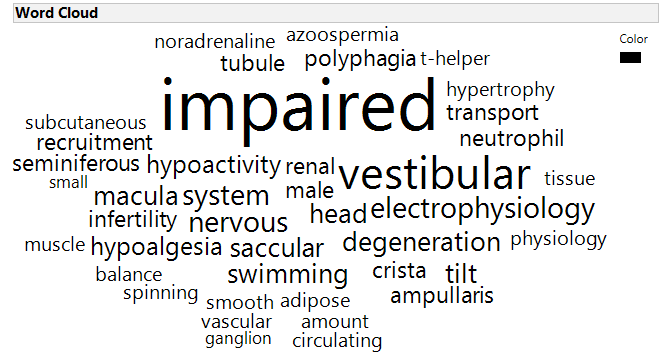 Word Cloud
Color
azoospermia
noradrenaline
tubule polyphagia t-helper
impaired
hypertrophy
transport
subcutaneous
recruitment
neutrophil
seminiferous hypoactivity renal vestibular tissue
small
macula system male
infertility nervous head electrophysiology
muscle hypoalgesia saccular degeneration physiology
balance swimming crista tilt
spinning
smooth adipose ampullaris
vascular amount
ganglion circulating